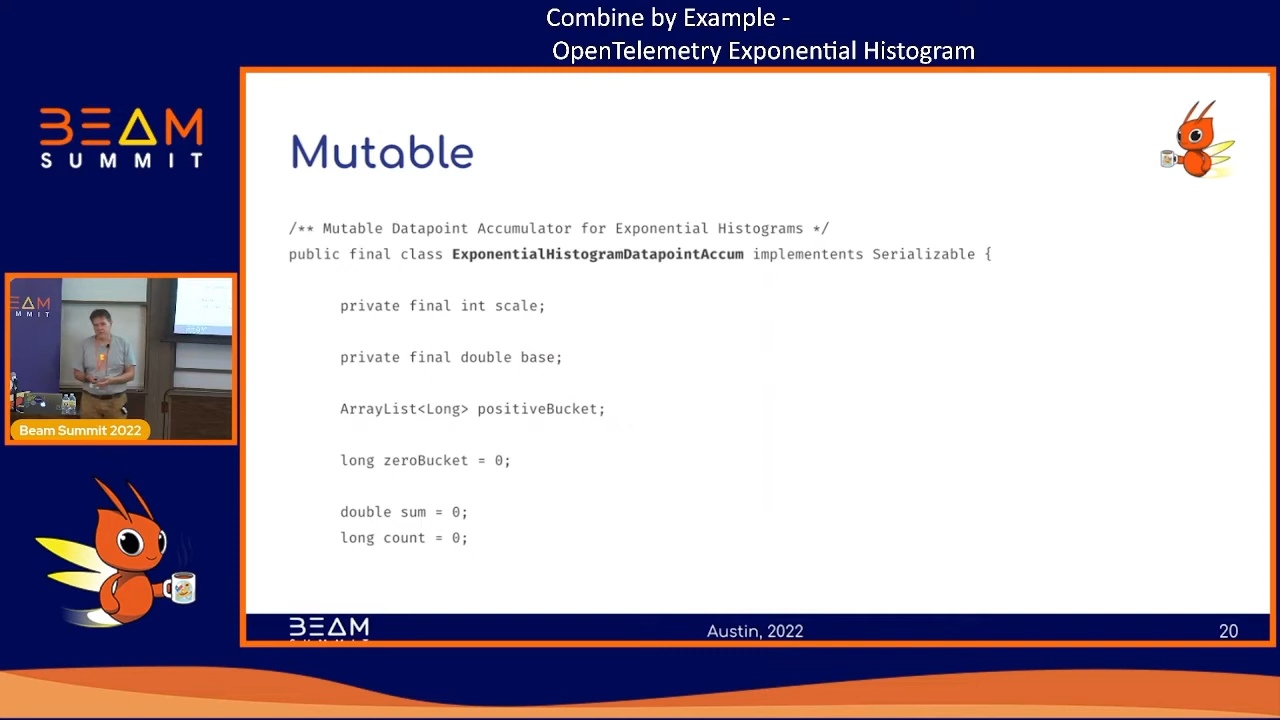 Combine by Example -
OpenTelemetry Exponential Histogram
BEAM
SUMMIT
Mutable
/** Mutable Datapoint Accumulator for Exponential Histograms */
public final class ExponentialHistogramDatapointAccum implementents Serializable {
private final int scale;
private final double base;
ArrayList<Long> positiveBucket;
long zeroBucket = 0;
double sum = 0;
long count = 0;
Beam Summit 2022
BEAM
Austin, 2022
20